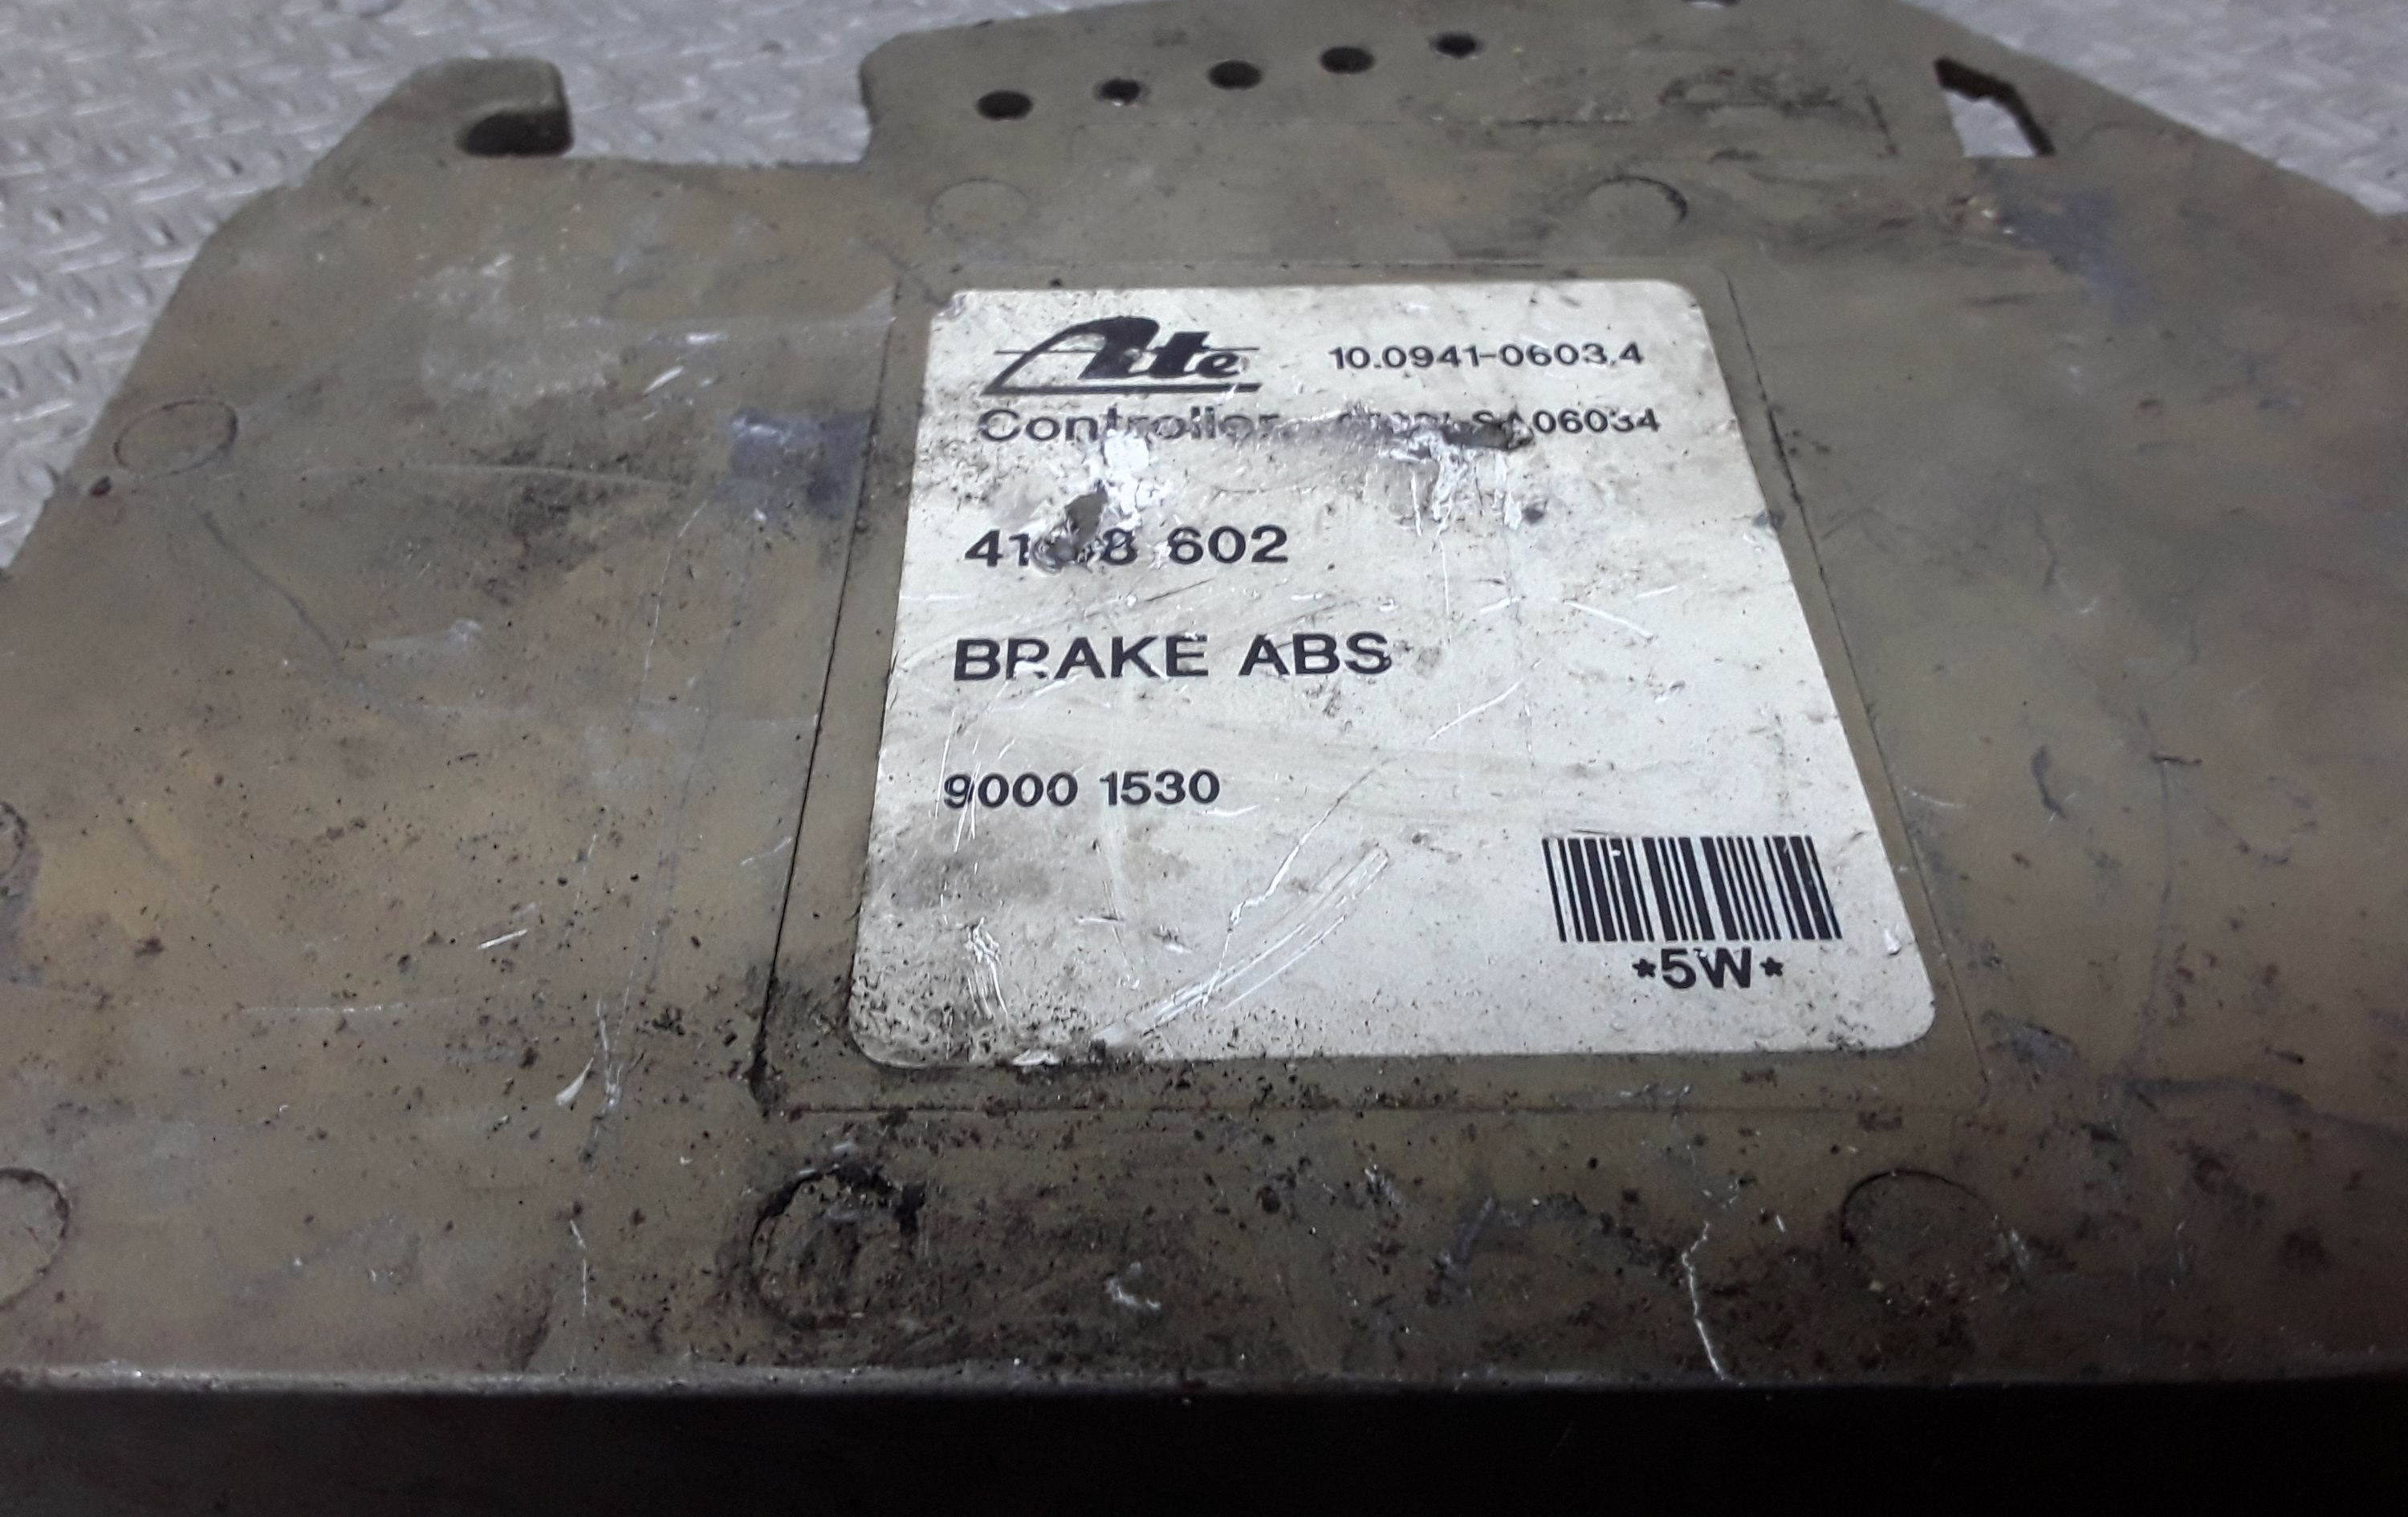 Ate 10.0941-0603.4
Controller
602
BRAKE ABS
9000 1530
*5W*